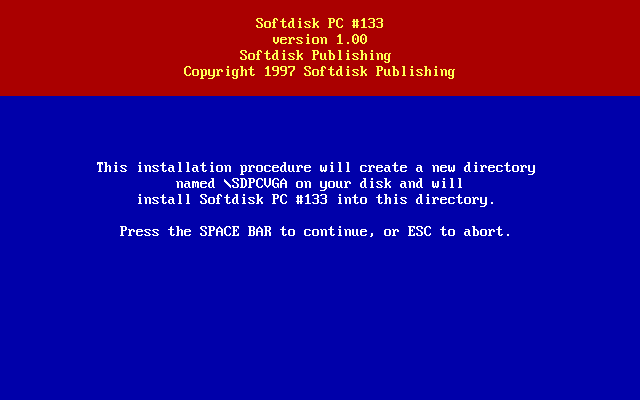 Softdisk PC #133
version 1.00
Softdisk Publishing
Copyright 1997 Softdisk Publishing
This installation procedure will create a new directory
named \SDPCVGA on your disk and will
install Softdisk PC #133 into this directory.
Press the SPACE BAR to continue, or ESC to abort.